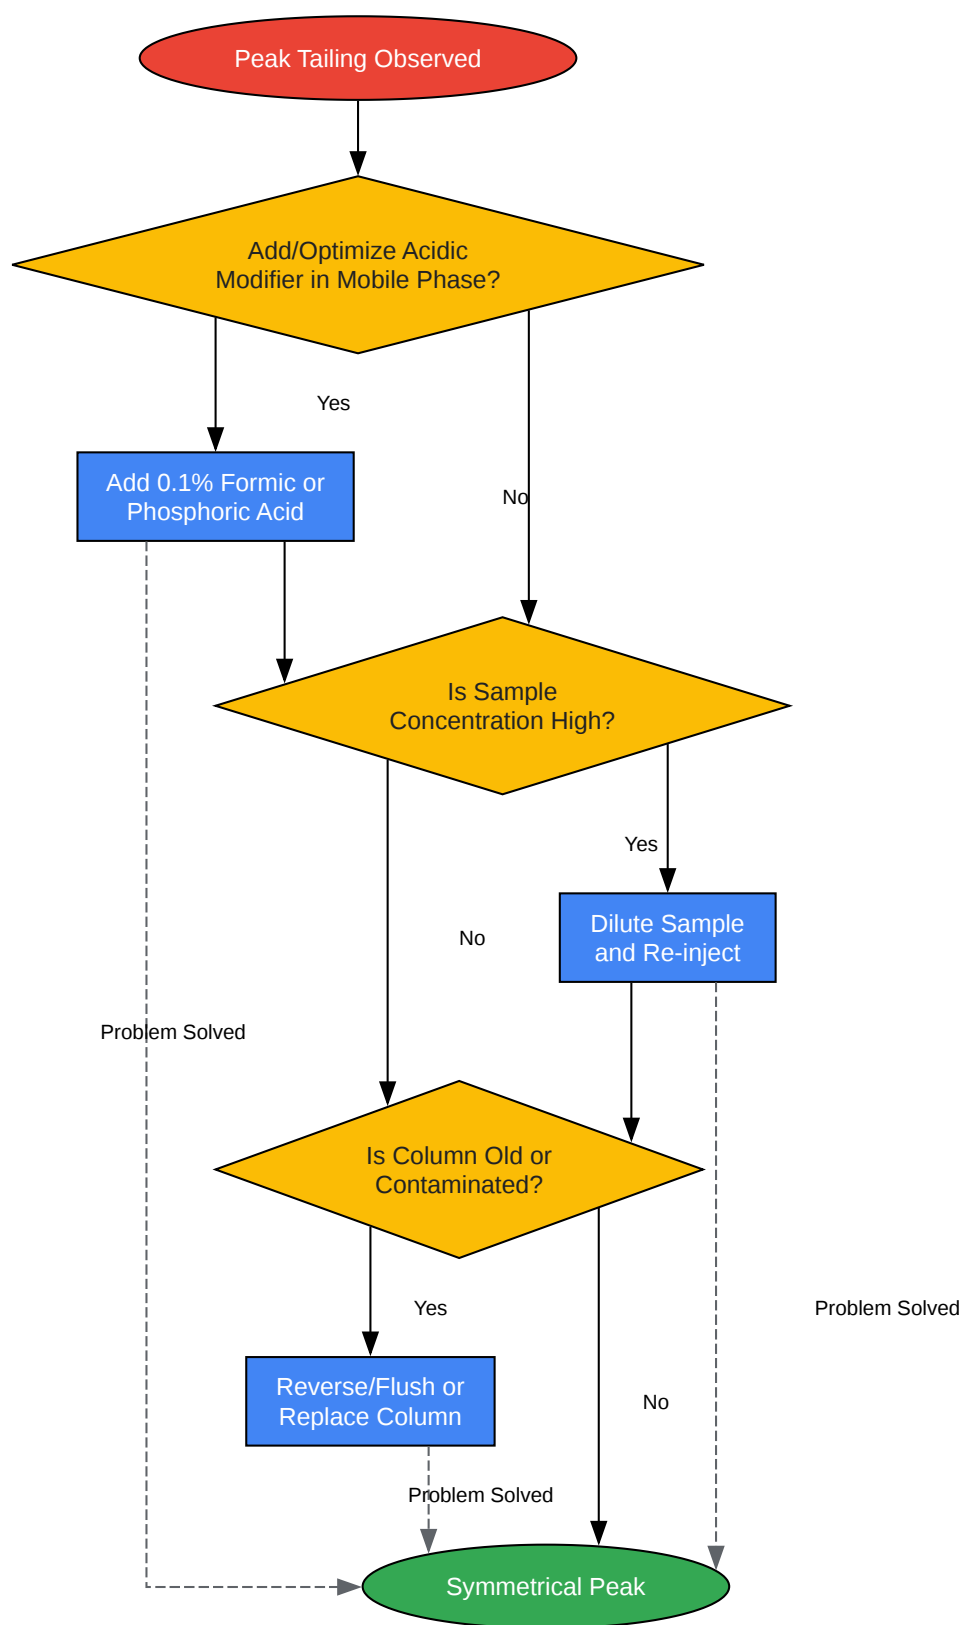 Peak Tailing Observed
Add/Optimize Acidic
Modifier in Mobile Phase?
Yes
Add 0.1% Formic or
Phosphoric Acid
No
Is Sample
Concentration High?
Yes
Dilute Sample
and Re-inject
No
Problem Solved
Is Column Old or
Contaminated?
Yes
Problem Solved
Reverse/Flush or
Replace Column
No
Problem Solved
Symmetrical Peak